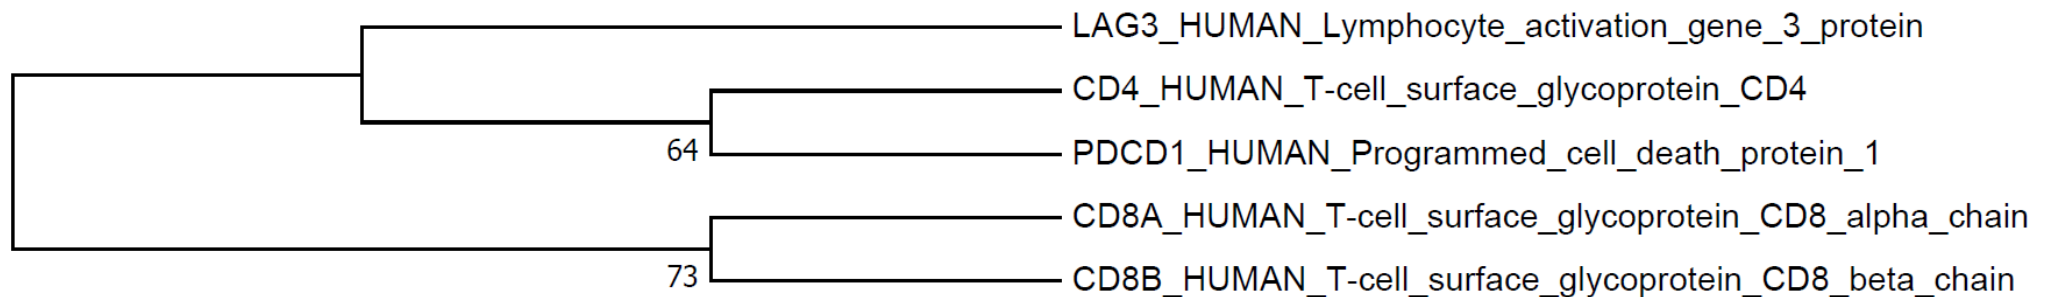 LAG3_HUMAN_Lymphocyte_activation_gene_3_protein
CD4_HUMAN_T-cell_surface_glycoprotein_CD4
64
PDCD1_HUMAN_Programmed_cell_death_protein_1
CD8A_HUMAN_T-cell_surface_glycoprotein_CD8_alpha_chain
73
CD8B_HUMAN_T-cell_surface_glycoprotein_CD8_beta_chain